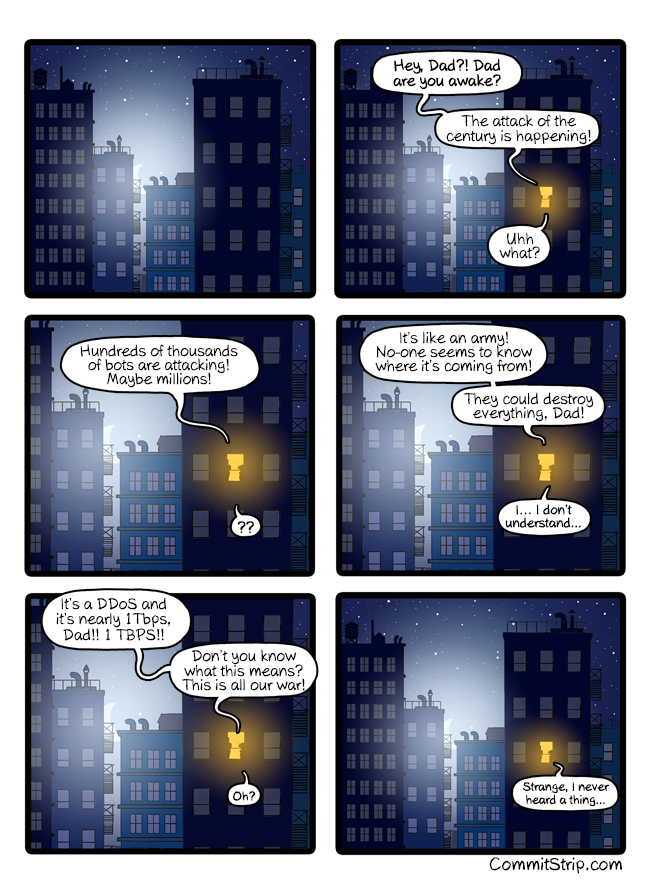 Hey, Dad?! Dad
are you awake?
The attack of the
century is happening!
Uhh
what?
Hundreds of thousands
of bots are attacking!
Maybe millions!
??
It's like an army!
No-one seems to know
where it's coming from!
They could destroy
everything, Dad!
I... I don't
understand...
It's a DDoS and
it's nearly 1Tbps,
Dad!! 1 TBPS!!
Don't you know
what this means?
This is all our war!
Oh?
Strange, I never
heard a thing...
CommitStrip.com